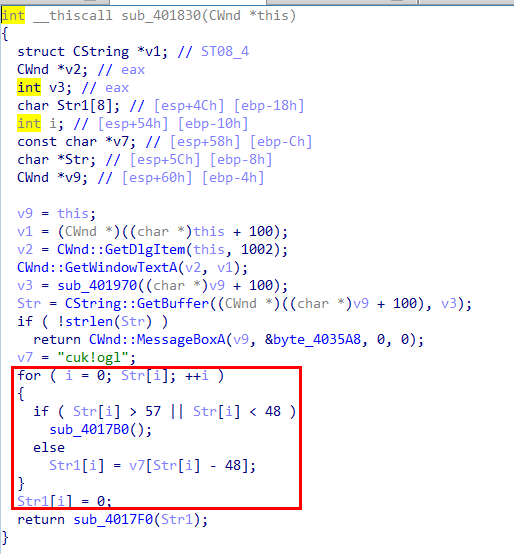 int __thiscall sub_401830(CWnd *this)
{
struct CString *v1; // ST08_4
CWnd *v2; // eax
int v3; // eax
char Str1[8]; // [esp+4Ch] [ebp-18h]
int i; // [esp+54h] [ebp-10h]
const char *v7; // [esp+58h] [ebp-Ch]
char *Str; // [esp+5Ch] [ebp-8h]
CWnd *v9; // [esp+60h] [ebp-4h]
v9 = this;
v1 = (CWnd *)((char *)this + 100);
v2 = CWnd::GetDlgItem(this, 1002);
CWnd::GetWindowTextA(v2, v1);
v3 = sub_401970((char *)v9 + 100);
Str = CString::GetBuffer((CWnd *)((char *)v9 + 100), v3);
if ( !strlen(Str) )
return CWnd::MessageBoxA(v9, &byte_4035A8, 0, 0);
v7 = "cuk!ogl";
for ( i = 0; Str[i]; ++i )
{
if ( Str[i] > 57 || Str[i] < 48 )
sub_4017B0();
else
Str1[i] = v7[Str[i] - 48];
}
Str1[i] = 0;
return sub_4017F0(Str1);
}